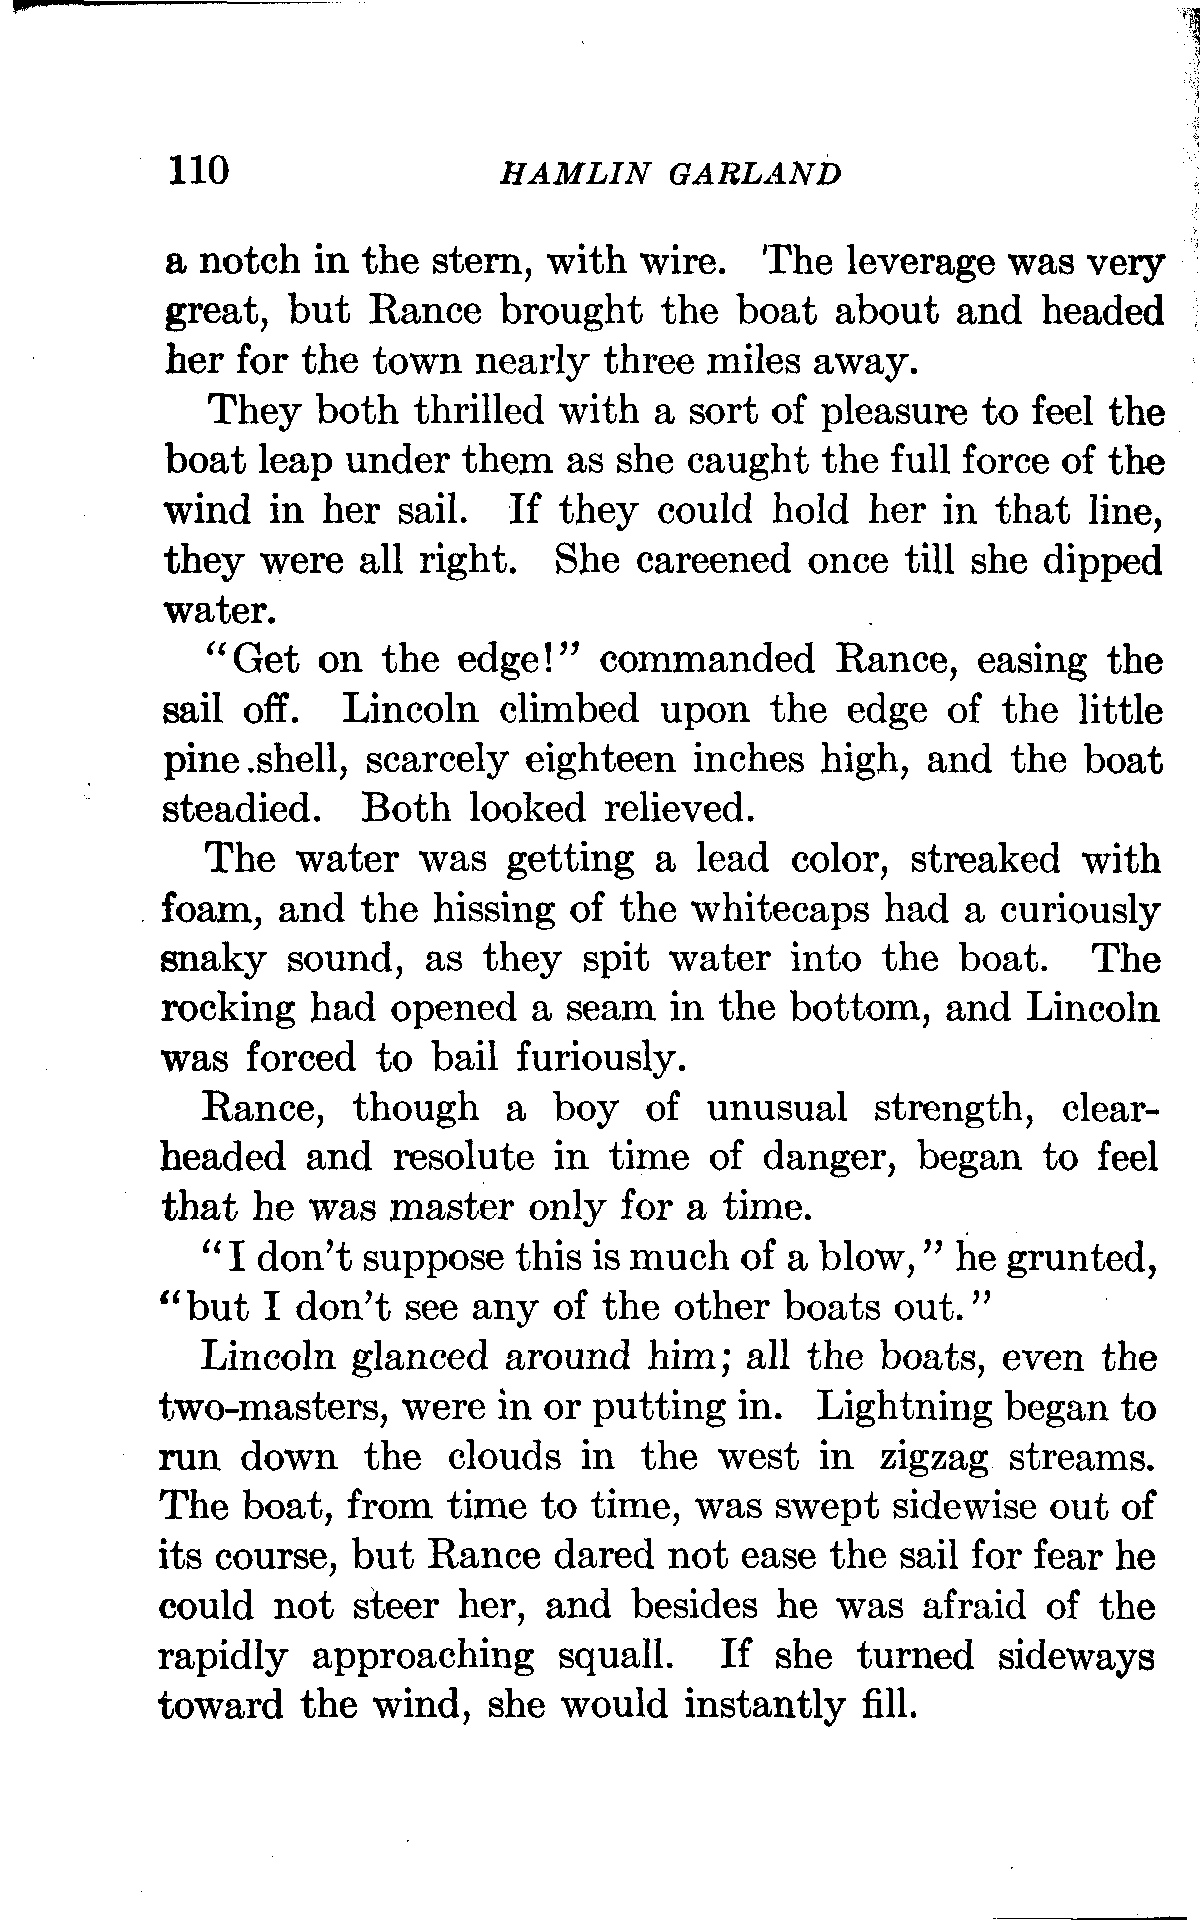 110 HAMLIN GARLAND
a notch in the stern, with wire. The leverage was very
great, but Rance brought the boat about and headed
her for the town nearly three miles away.
They both thrilled with a sort of pleasure to feel the
boat leap under them as she caught the full force of the
wind in her sail. If they could hold her in that line,
they were all right. She careened once till she dipped
water.
"Get on the edge!" commanded Rance, easing the
sail off. Lincoln climbed upon the edge of the little
pine shell, scarcely eighteen inches high, and the boat
steadied. Both looked relieved.
The water was getting a lead color, streaked with
foam, and the hissing of the whitecaps had a curiously
snaky sound, as they spit water into the boat. The
rocking had opened a seam in the bottom, and Lincoln
was forced to bail furiously.
Rance, though a boy of unusual strength, clear-
headed and resolute in time of danger, began to feel
that he was master only for a time.
"I don't suppose this is much of a blow," he grunted,
"but I don't see any of the other boats out."
Lincoln glanced around him; all the boats, even the
two-masters, were in or putting in. Lightning began to
run down the clouds in the west in zigzag streams.
The boat, from time to time, was swept sidewise out of
its course, but Rance dared not ease the sail for fear he
could not steer her, and besides he was afraid of the
rapidly approaching squall. If she turned sideways
toward the wind, she would instantly fill.